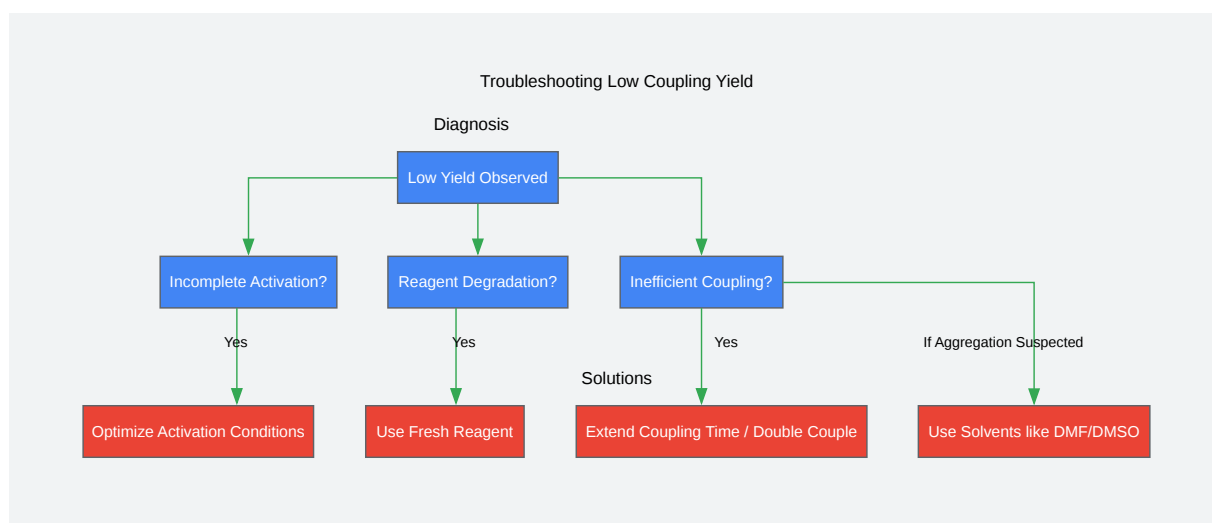 Troubleshooting Low Coupling Yield
Diagnosis
Low Yield Observed
Incomplete Activation?
Reagent Degradation?
Inefficient Coupling?
Yes
Yes
Yes
If Aggregation Suspected
Solutions
Optimize Activation Conditions
Use Fresh Reagent
Extend Coupling Time / Double Couple
Use Solvents like DMF/DMSO